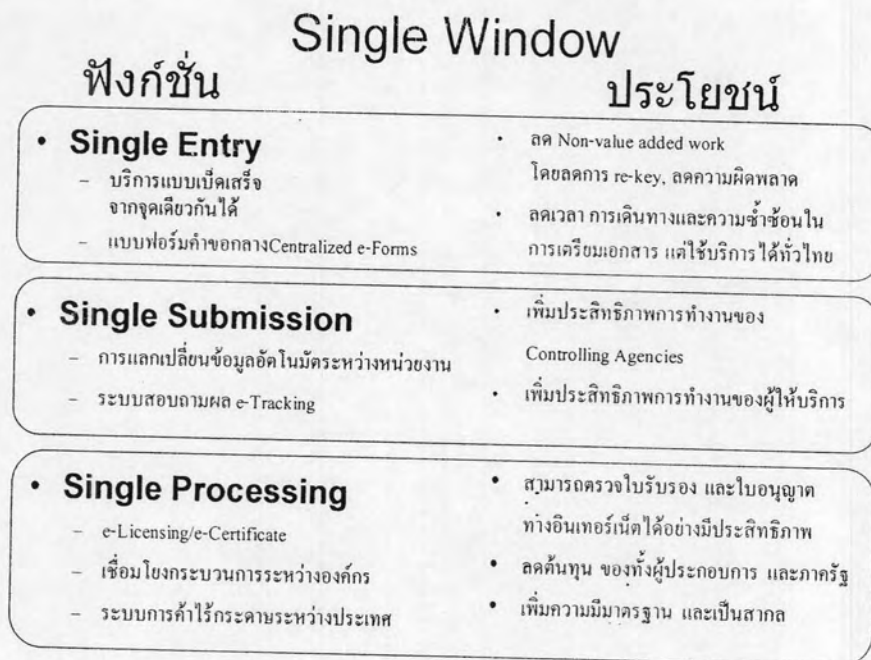 Single Window
ฟังก์ชั่น
ประโยชน์
• Single Entry
– บริการแบบเบ็ดเสร็จ
จากจุดเดียวกันได้
– แบบฟอร์มคำขอกลางCentralized e-Forms
• ลด Non-value added work
โดยลดการ re-key, ลดความผิดพลาด
• ลดเวลา การเดินทางและความซ้ำซ้อนใน
การเตรียมเอกสาร แต่ใช้บริการได้ทั่วไทย
• Single Submission
– การแลกเปลี่ยนข้อมูลอัตโนมัตระหว่างหน่วยงาน
– ระบบสอบถามผล e-Tracking
• เพิ่มประสิทธิภาพการทำงานของ
Controlling Agencies
• เพิ่มประสิทธิภาพการทำงานของผู้ให้บริการ
• Single Processing
– e-Licensing/e-Certificate
– เชื่อมโยงกระบวนการระหว่างองค์กร
– ระบบการค้าไร้กระดาษระหว่างประเทศ
• สามารถตรวจใบรับรอง และใบอนุญาต
ทางอินเทอร์เน็ตได้อย่างมีประสิทธิภาพ
• ลดต้นทุน ของทั้งผู้ประกอบการ และภาครัฐ
• เพิ่มความมีมาตรฐาน และเป็นสากล